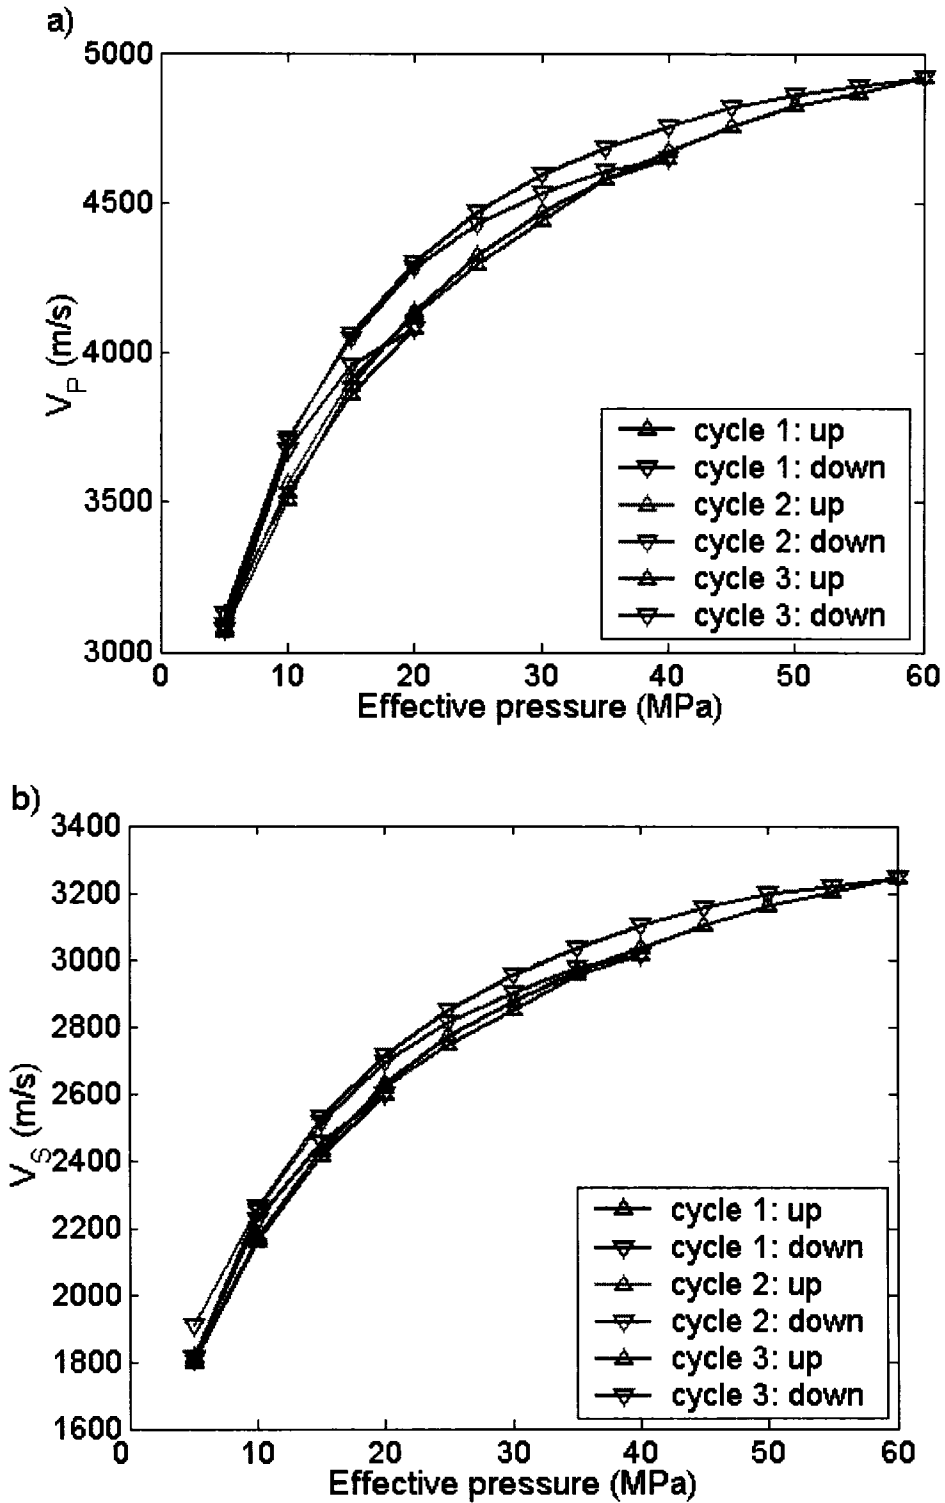 a)
5000
4500
4000
3500
3000
V_P (m/s)
cycle 1: up
cycle 1: down
cycle 2: up
cycle 2: down
cycle 3: up
cycle 3: down
0 10 20 30 40 50 60
Effective pressure (MPa)
b)
3400
3200
3000
2800
2600
2400
2200
2000
1800
1600
V_S (m/s)
cycle 1: up
cycle 1: down
cycle 2: up
cycle 2: down
cycle 3: up
cycle 3: down
0 10 20 30 40 50 60
Effective pressure (MPa)